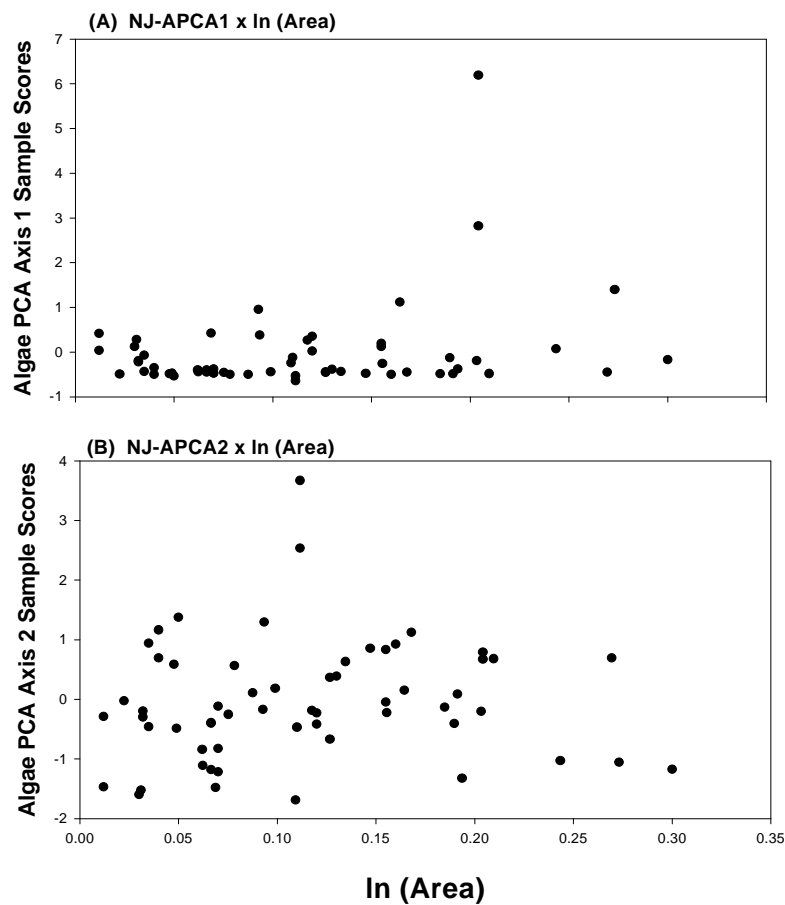 (A) NJ-APCA1 x ln (Area)
Algae PCA Axis 1 Sample Scores
7
6
5
4
3
2
1
0
-1
(B) NJ-APCA2 x ln (Area)
Algae PCA Axis 2 Sample Scores
4
3
2
1
0
-1
-2
0.00 0.05 0.10 0.15 0.20 0.25 0.30 0.35
ln (Area)